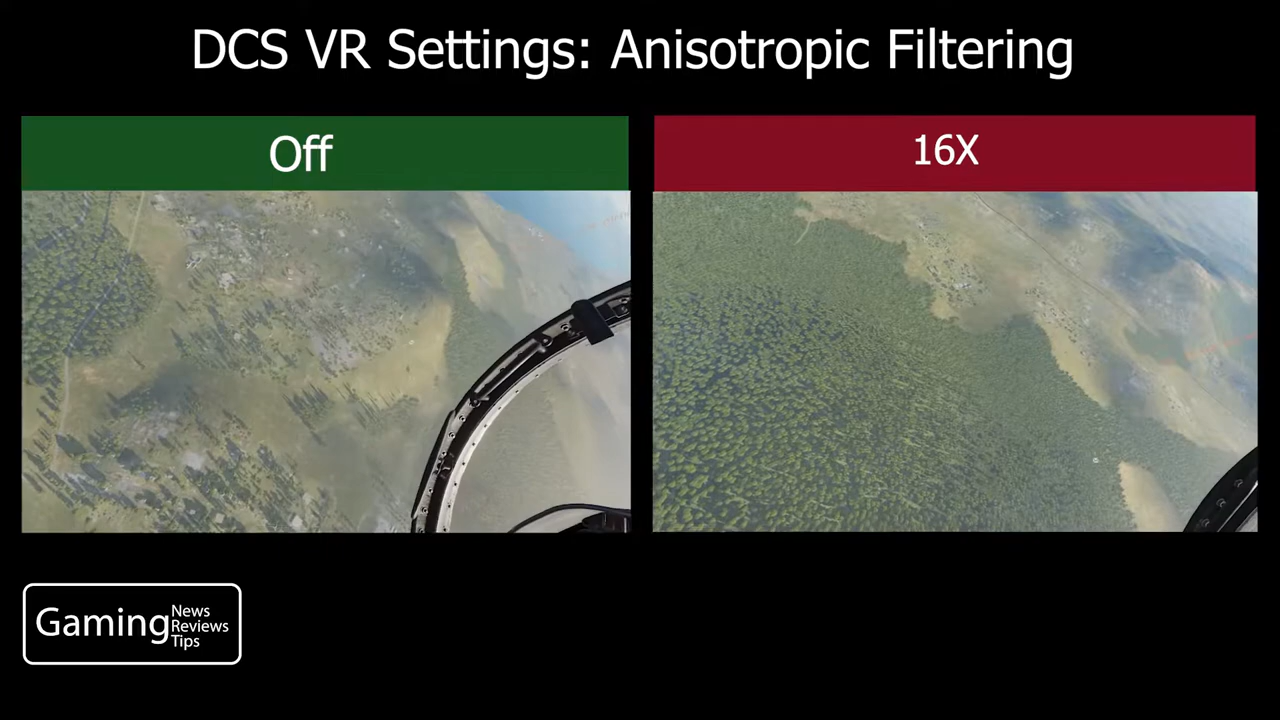 DCS VR Settings: Anisotropic Filtering
Off
16X
Gaming
News
Reviews
Tips